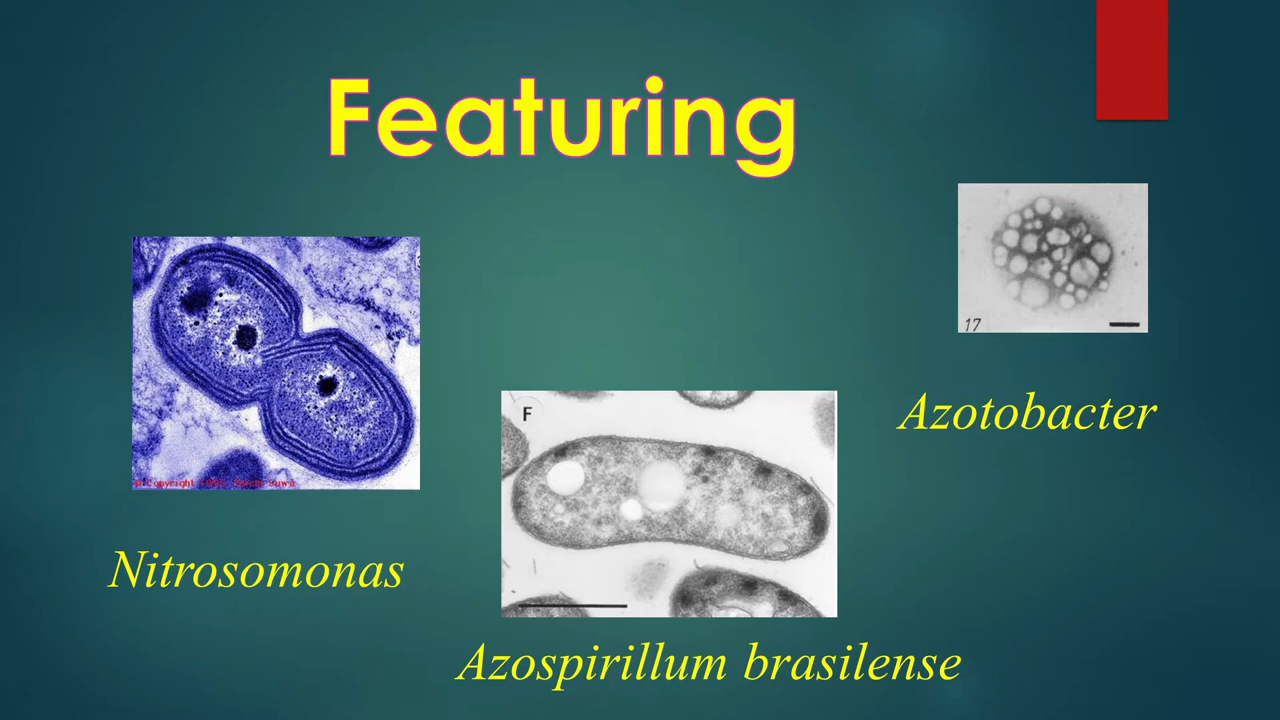 Featuring
17
F
Azotobacter
Nitrosomonas
Azospirillum brasilense